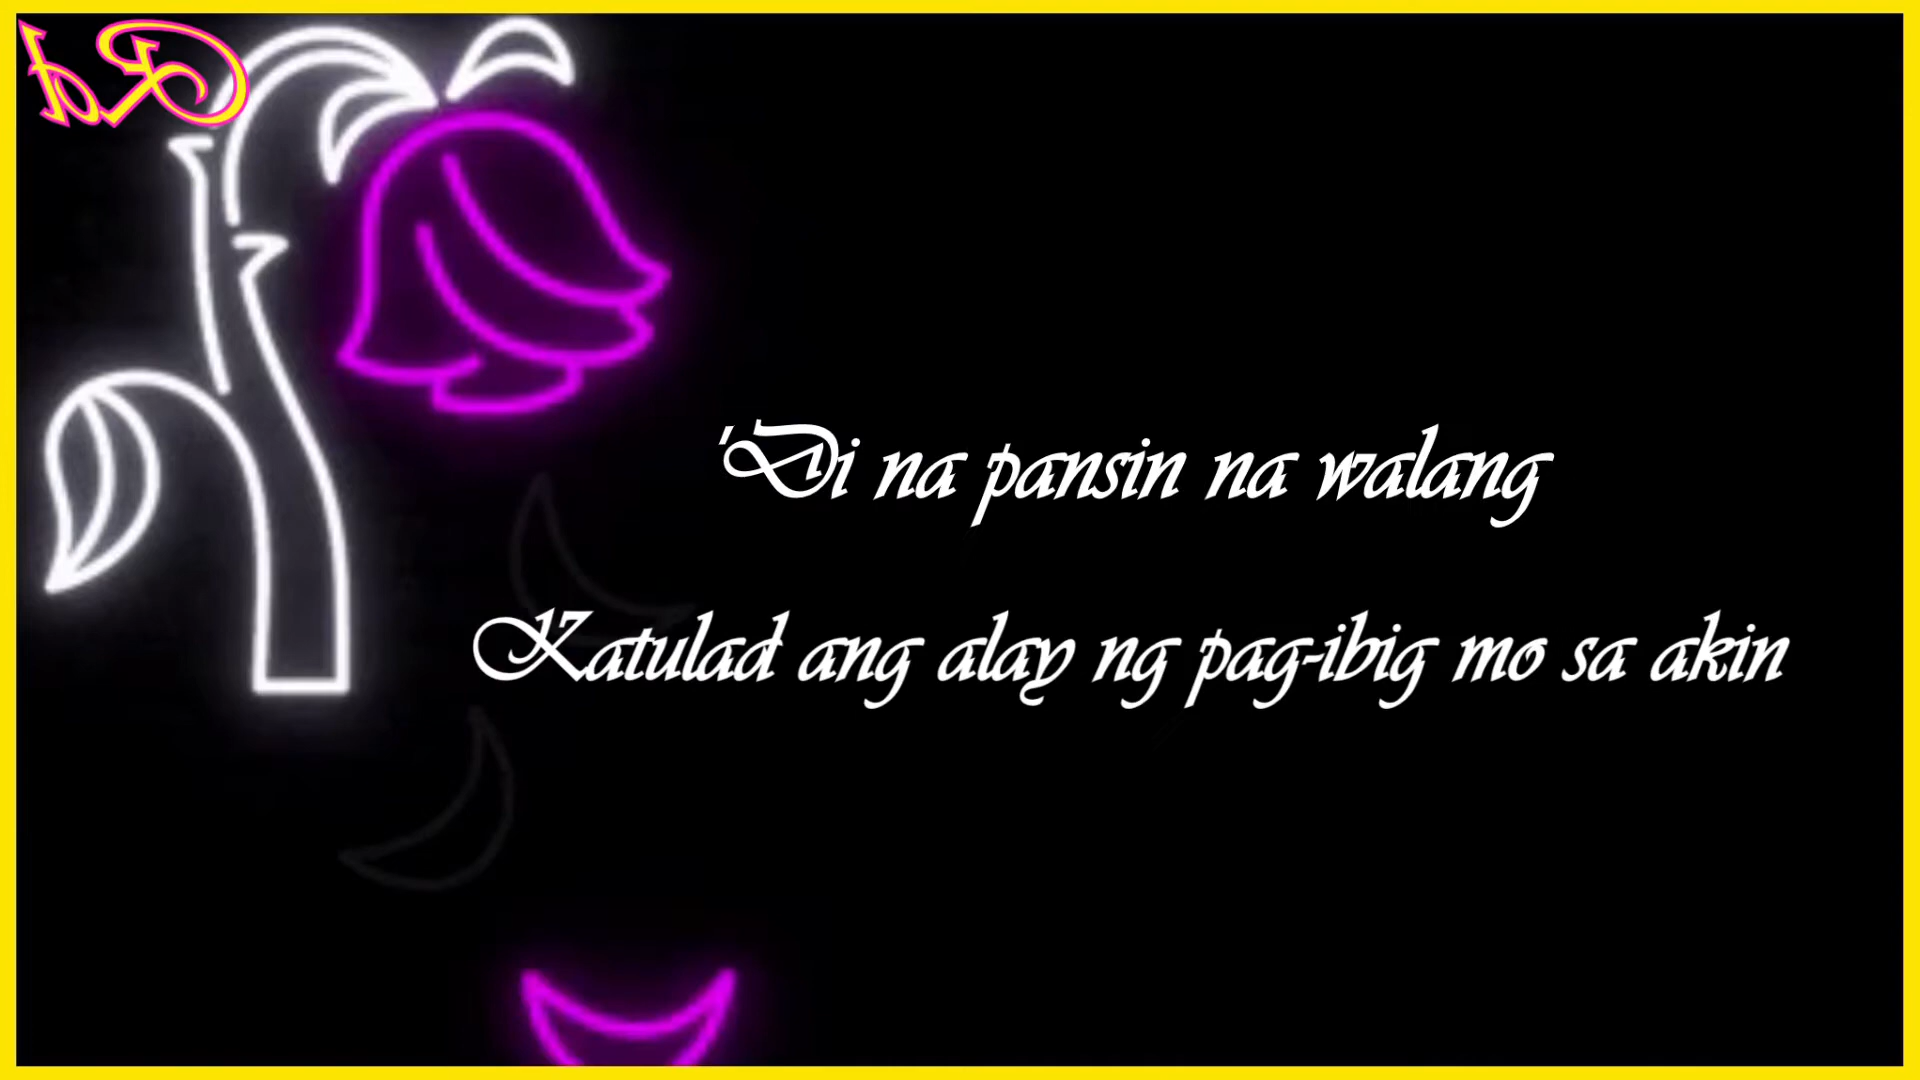 'Di na pansin na walang
Katulad ang alay ng pag-ibig mo sa akin